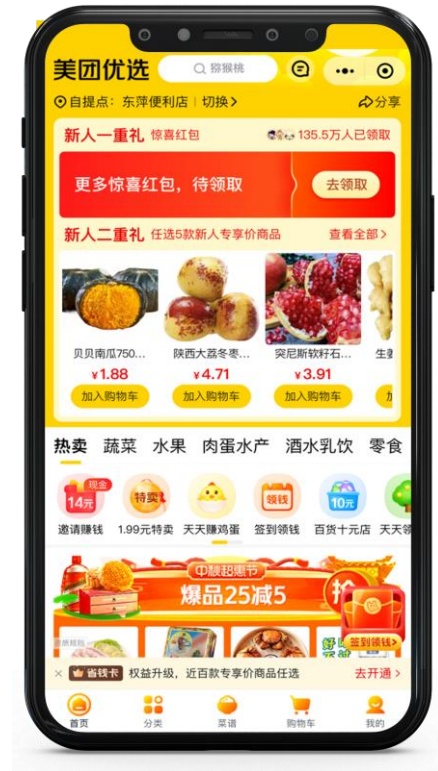 美团优选
猕猴桃
自提点：东萍便利店 | 切换>
分享
新人一重礼 惊喜红包
135.5万人已领取
更多惊喜红包，待领取
去领取
新人二重礼 任选5款新人专享价商品
查看全部>
贝贝南瓜750...
陕西大荔冬枣...
突尼斯软籽石...
生姜
¥1.88
¥4.71
¥3.91
加入购物车
加入购物车
加入购物车
热卖 蔬菜 水果 肉蛋水产 酒水乳饮 零食
现金
14元
特卖
领钱
10元
邀请赚钱
1.99元特卖
天天赚鸡蛋
签到领钱
百货十元店
天天领
中秋超惠节
爆品25减5
抢
签到领钱>
× 省钱卡 权益升级，近百款专享价商品任选
去开通>
首页
分类
菜谱
购物车
我的